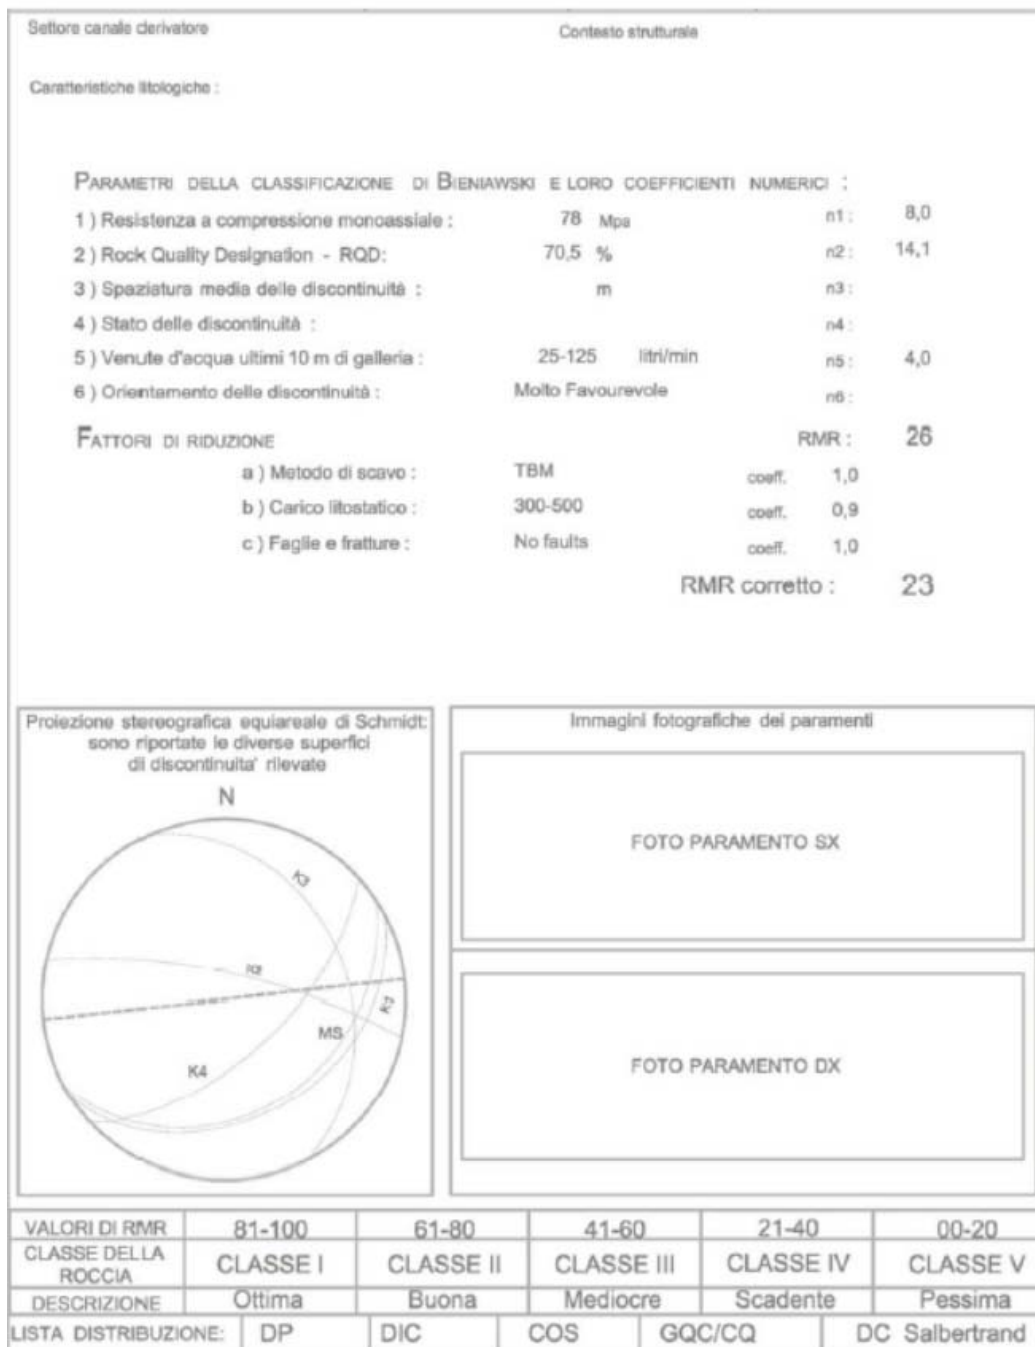 Settore canale derivatore Contesto strutturale
Caratteristiche litologiche :
PARAMETRI DELLA CLASSIFICAZIONE DI BIENIAWSKI E LORO COEFFICIENTI NUMERICI :
1 ) Resistenza a compressione monoassiale : 78 Mpa n1 : 8,0
2 ) Rock Quality Designation - RQD: 70,5 % n2 : 14,1
3 ) Spaziatura media delle discontinuità : m n3 :
4 ) Stato delle discontinuità : n4 :
5 ) Venute d'acqua ultimi 10 m di galleria : 25-125 litri/min n5 : 4,0
6 ) Orientamento delle discontinuità : Molto Favourevole n6 :
FATTORI DI RIDUZIONE RMR : 26
a ) Metodo di scavo : TBM coeff. 1,0
b ) Carico litostatico : 300-500 coeff. 0,9
c ) Faglie e fratture : No faults coeff. 1,0
RMR corretto : 23
Proiezione stereografica equiareale di Schmidt:
sono riportate le diverse superfici
di discontinuita' rilevate
N
K3
MS
K4
Immagini fotografiche dei paramenti
FOTO PARAMENTO SX
FOTO PARAMENTO DX
VALORI DI RMR 81-100 61-80 41-60 21-40 00-20
CLASSE DELLA ROCCIA CLASSE I CLASSE II CLASSE III CLASSE IV CLASSE V
DESCRIZIONE Ottima Buona Mediocre Scadente Pessima
LISTA DISTRIBUZIONE: DP DIC COS GQC/CQ DC Salbertrand